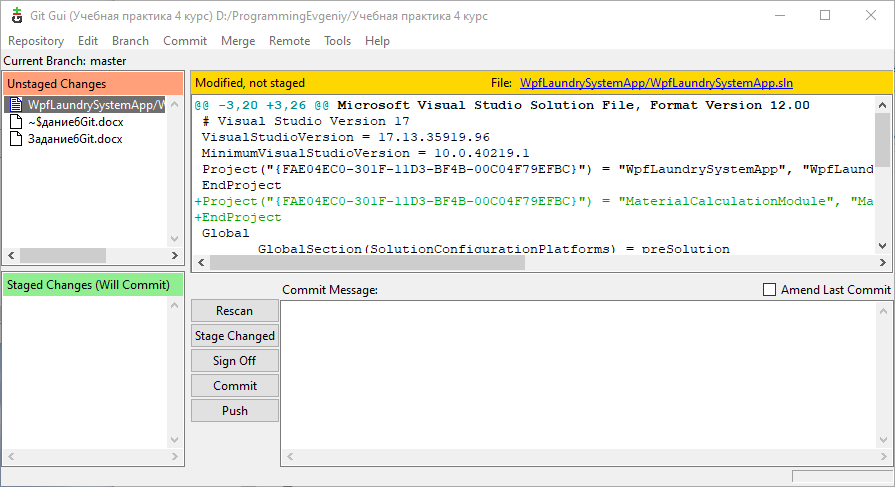 Git Gui (Учебная практика 4 курс) D:/ProgrammingEvgeniy/Учебная практика 4 курс
Repository Edit Branch Commit Merge Remote Tools Help
Current Branch: master
Unstaged Changes
WpfLaundrySystemApp/W
~$дание6Git.docx
Задание6Git.docx
Modified, not staged File: WpfLaundrySystemApp/WpfLaundrySystemApp.sln
@@ -3,20 +3,26 @@ Microsoft Visual Studio Solution File, Format Version 12.00
# Visual Studio Version 17
VisualStudioVersion = 17.13.35919.96
MinimumVisualStudioVersion = 10.0.40219.1
Project("{FAE04EC0-301F-11D3-BF4B-00C04F79EFBC}") = "WpfLaundrySystemApp", "WpfLaund
EndProject
+Project("{FAE04EC0-301F-11D3-BF4B-00C04F79EFBC}") = "MaterialCalculationModule", "Ma
+EndProject
Global
GlobalSection(SolutionConfigurationPlatforms) = preSolution
Staged Changes (Will Commit)
Commit Message: Amend Last Commit
Rescan
Stage Changed
Sign Off
Commit
Push